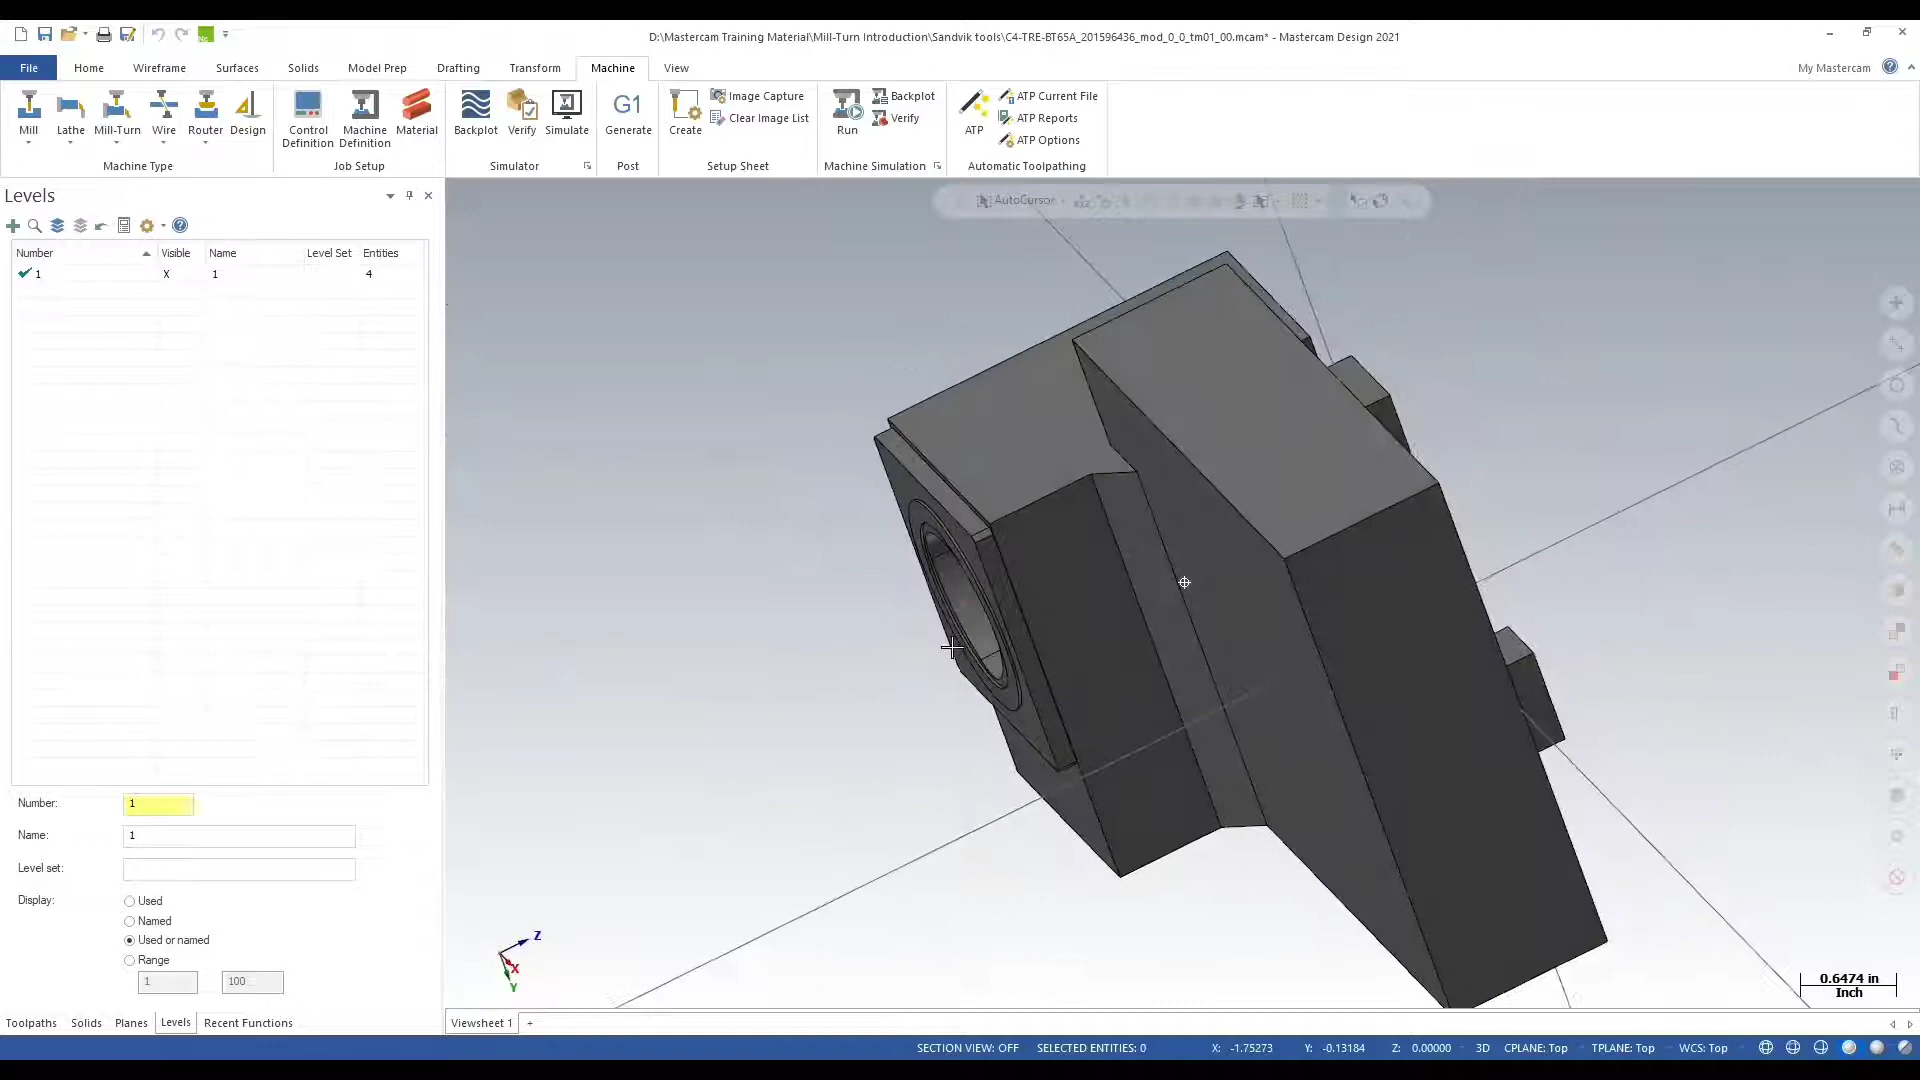 D:\Mastercam Training Material\Mill-Turn Introduction\Sandvik tools\C4-TRE-BT65A_201596436_mod_0_0_tm01_00.mcam* - Mastercam Design 2021
File Home Wireframe Surfaces Solids Model Prep Drafting Transform Machine View My Mastercam
Mill Lathe Mill-Turn Wire Router Design
Machine Type
Control Definition Machine Definition Material
Job Setup
Backplot Verify Simulate
Simulator
G1
Generate
Post
Create Image Capture
Clear Image List
Setup Sheet
Run Backplot
Verify
Machine Simulation
ATP ATP Current File
ATP Reports
ATP Options
Automatic Toolpathing
Levels
AutoCursor
Number Visible Name Level Set Entities
1 X 1 4
Number: 1
Name: 1
Level set:
Display: Used
Named
Used or named
Range
1 100
Z
X
Y
0.6474 in
Inch
Toolpaths Solids Planes Levels Recent Functions
Viewsheet 1 +
SECTION VIEW: OFF SELECTED ENTITIES: 0 X: -1.75273 Y: -0.13184 Z: 0.00000 3D CPLANE: Top TPLANE: Top WCS: Top